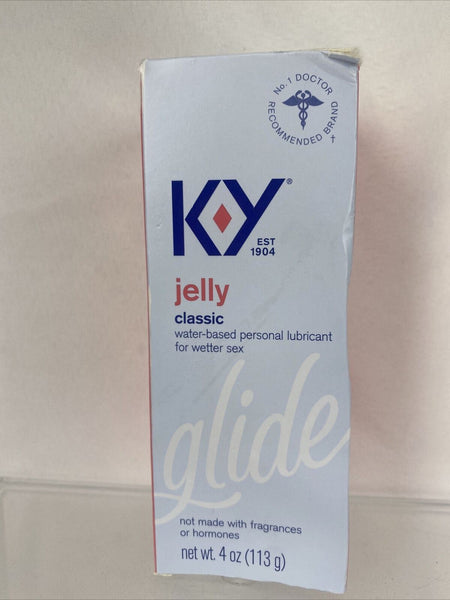 No. 1 DOCTOR
RECOMMENDED BRAND†
KY®
EST
1904
jelly
classic
water-based personal lubricant
for wetter sex
glide
not made with fragrances
or hormones
net wt. 4 oz (113 g)